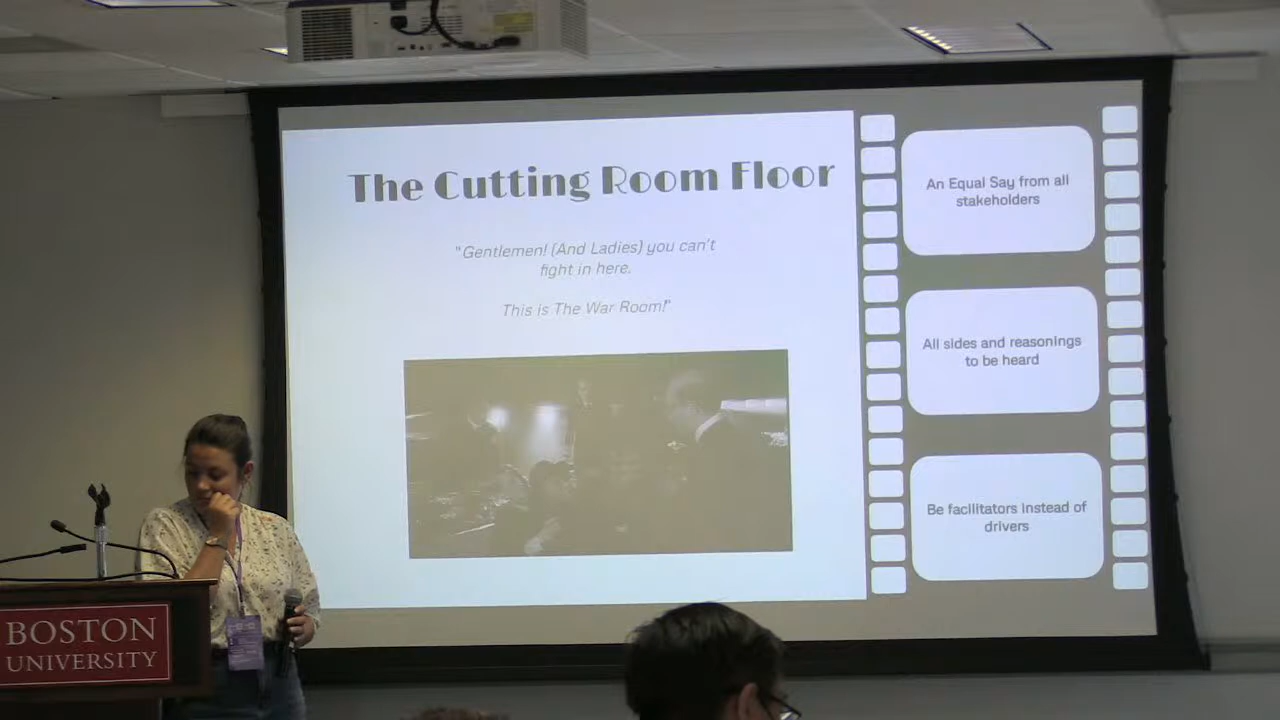 The Cutting Room Floor
"Gentlemen! (And Ladies) you can't
fight in here.
This is The War Room!"
An Equal Say from all
stakeholders
All sides and reasonings
to be heard
Be facilitators instead of
drivers
BOSTON
UNIVERSITY